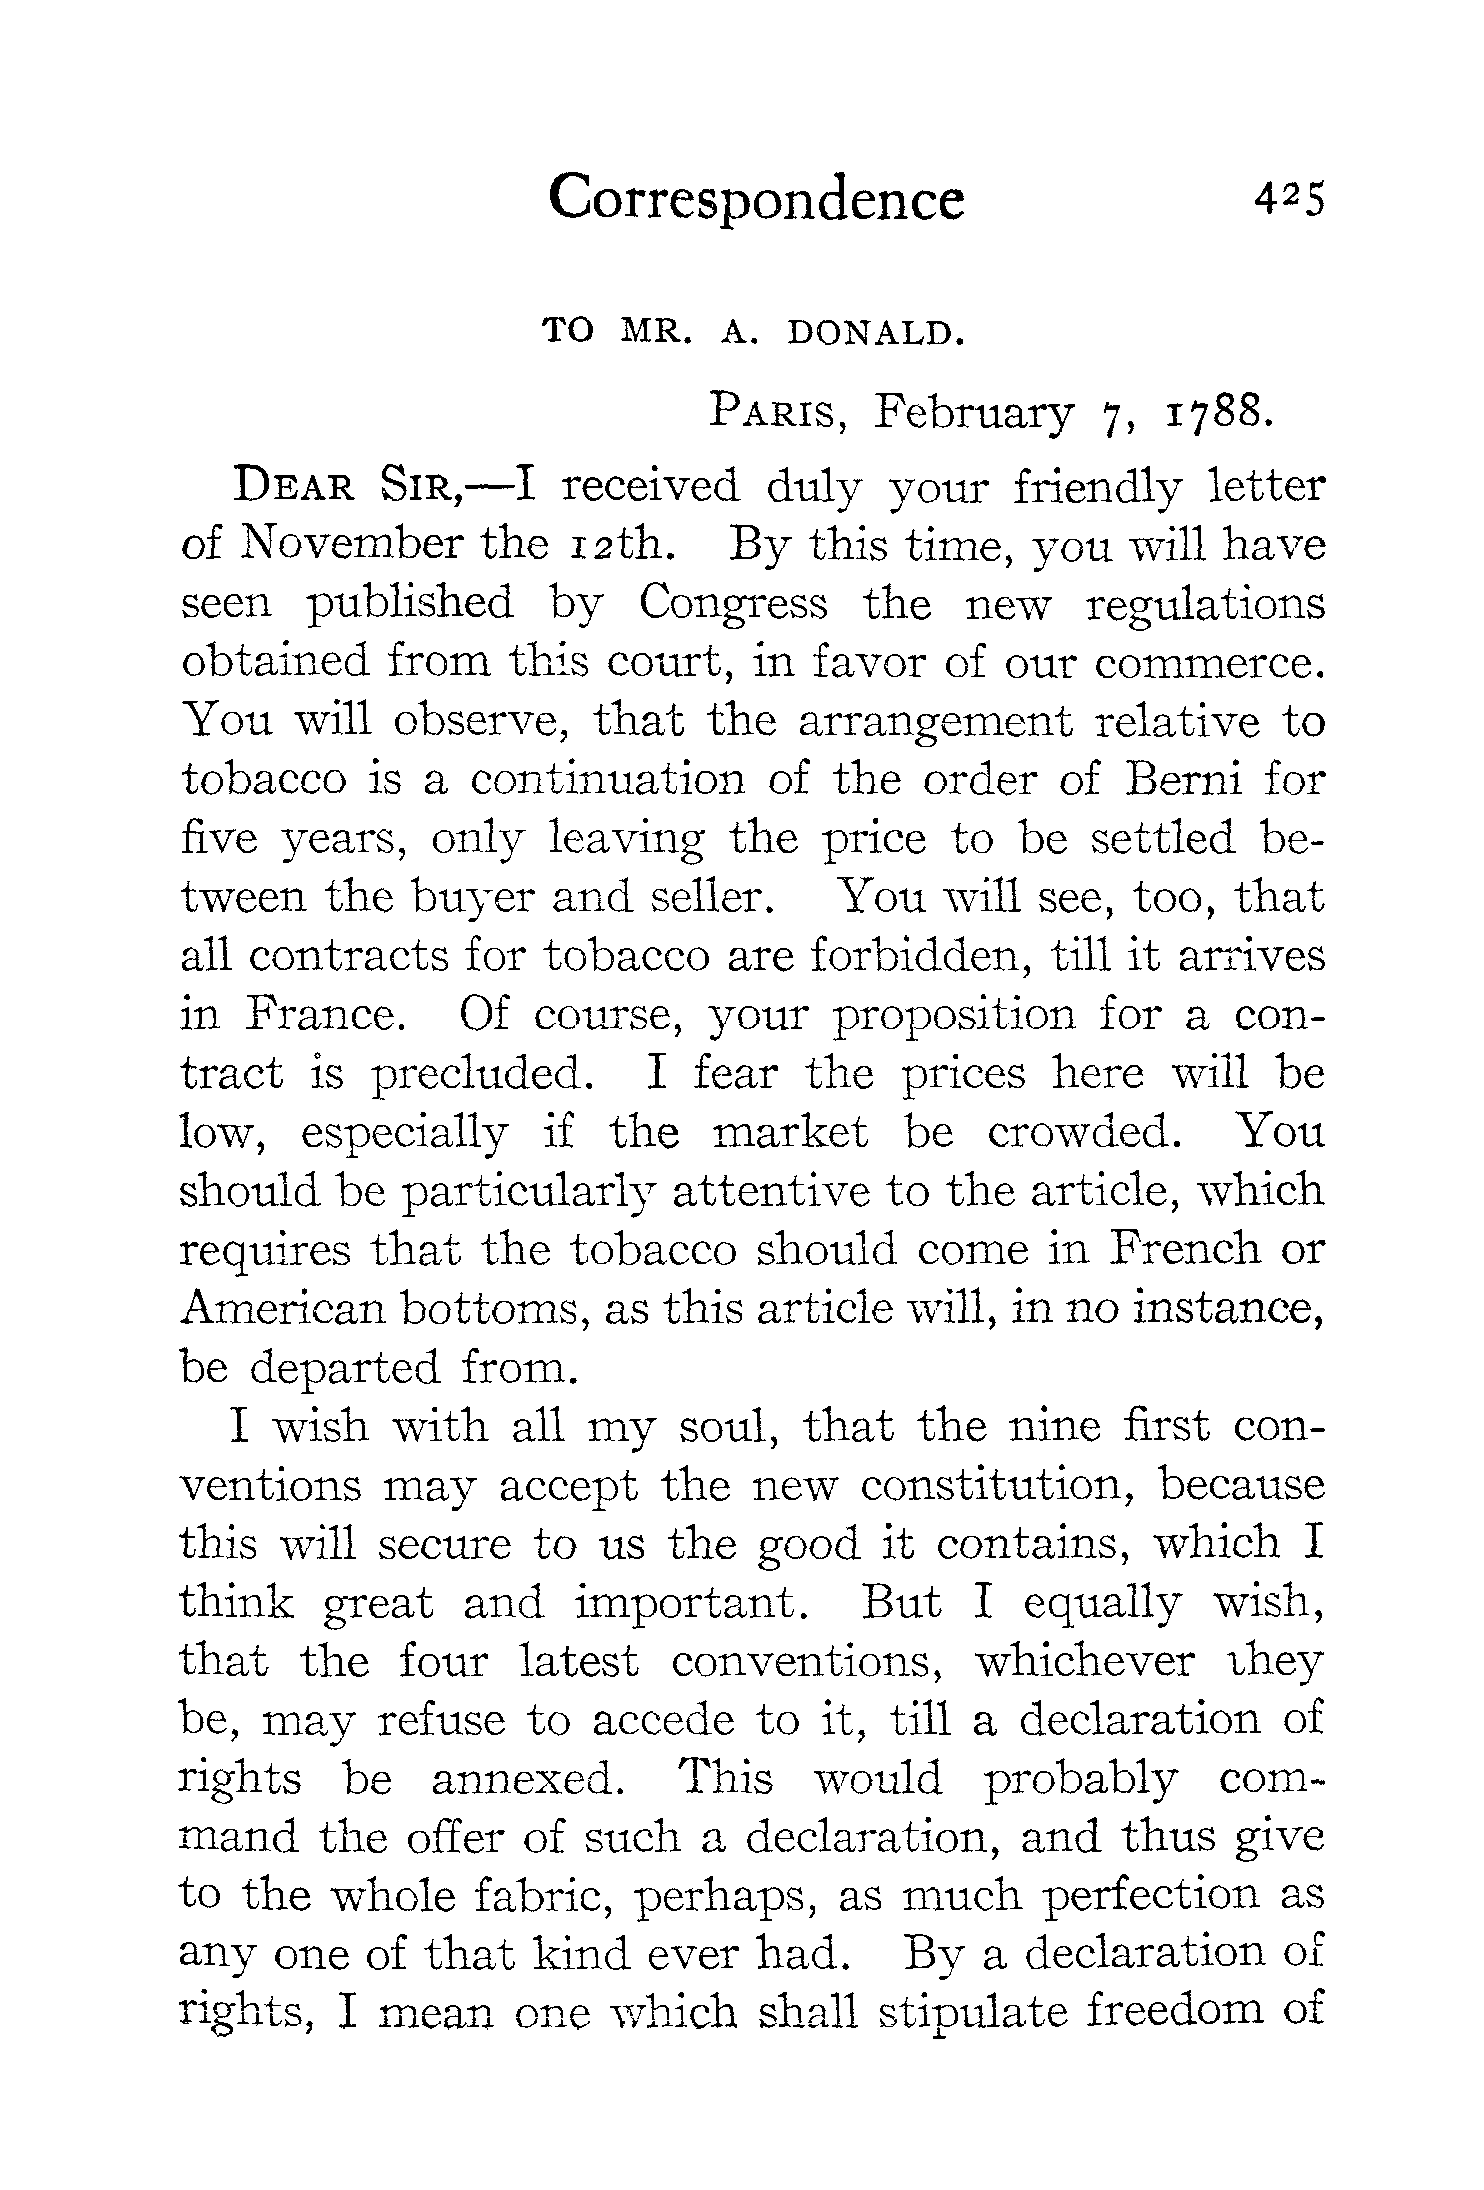 Correspondence 425
TO MR. A. DONALD.
PARIS, February 7, 1788.
DEAR SIR,—I received duly your friendly letter
of November the 12th. By this time, you will have
seen published by Congress the new regulations
obtained from this court, in favor of our commerce.
You will observe, that the arrangement relative to
tobacco is a continuation of the order of Berni for
five years, only leaving the price to be settled be-
tween the buyer and seller. You will see, too, that
all contracts for tobacco are forbidden, till it arrives
in France. Of course, your proposition for a con-
tract is precluded. I fear the prices here will be
low, especially if the market be crowded. You
should be particularly attentive to the article, which
requires that the tobacco should come in French or
American bottoms, as this article will, in no instance,
be departed from.
I wish with all my soul, that the nine first con-
ventions may accept the new constitution, because
this will secure to us the good it contains, which I
think great and important. But I equally wish,
that the four latest conventions, whichever they
be, may refuse to accede to it, till a declaration of
rights be annexed. This would probably com-
mand the offer of such a declaration, and thus give
to the whole fabric, perhaps, as much perfection as
any one of that kind ever had. By a declaration of
rights, I mean one which shall stipulate freedom of